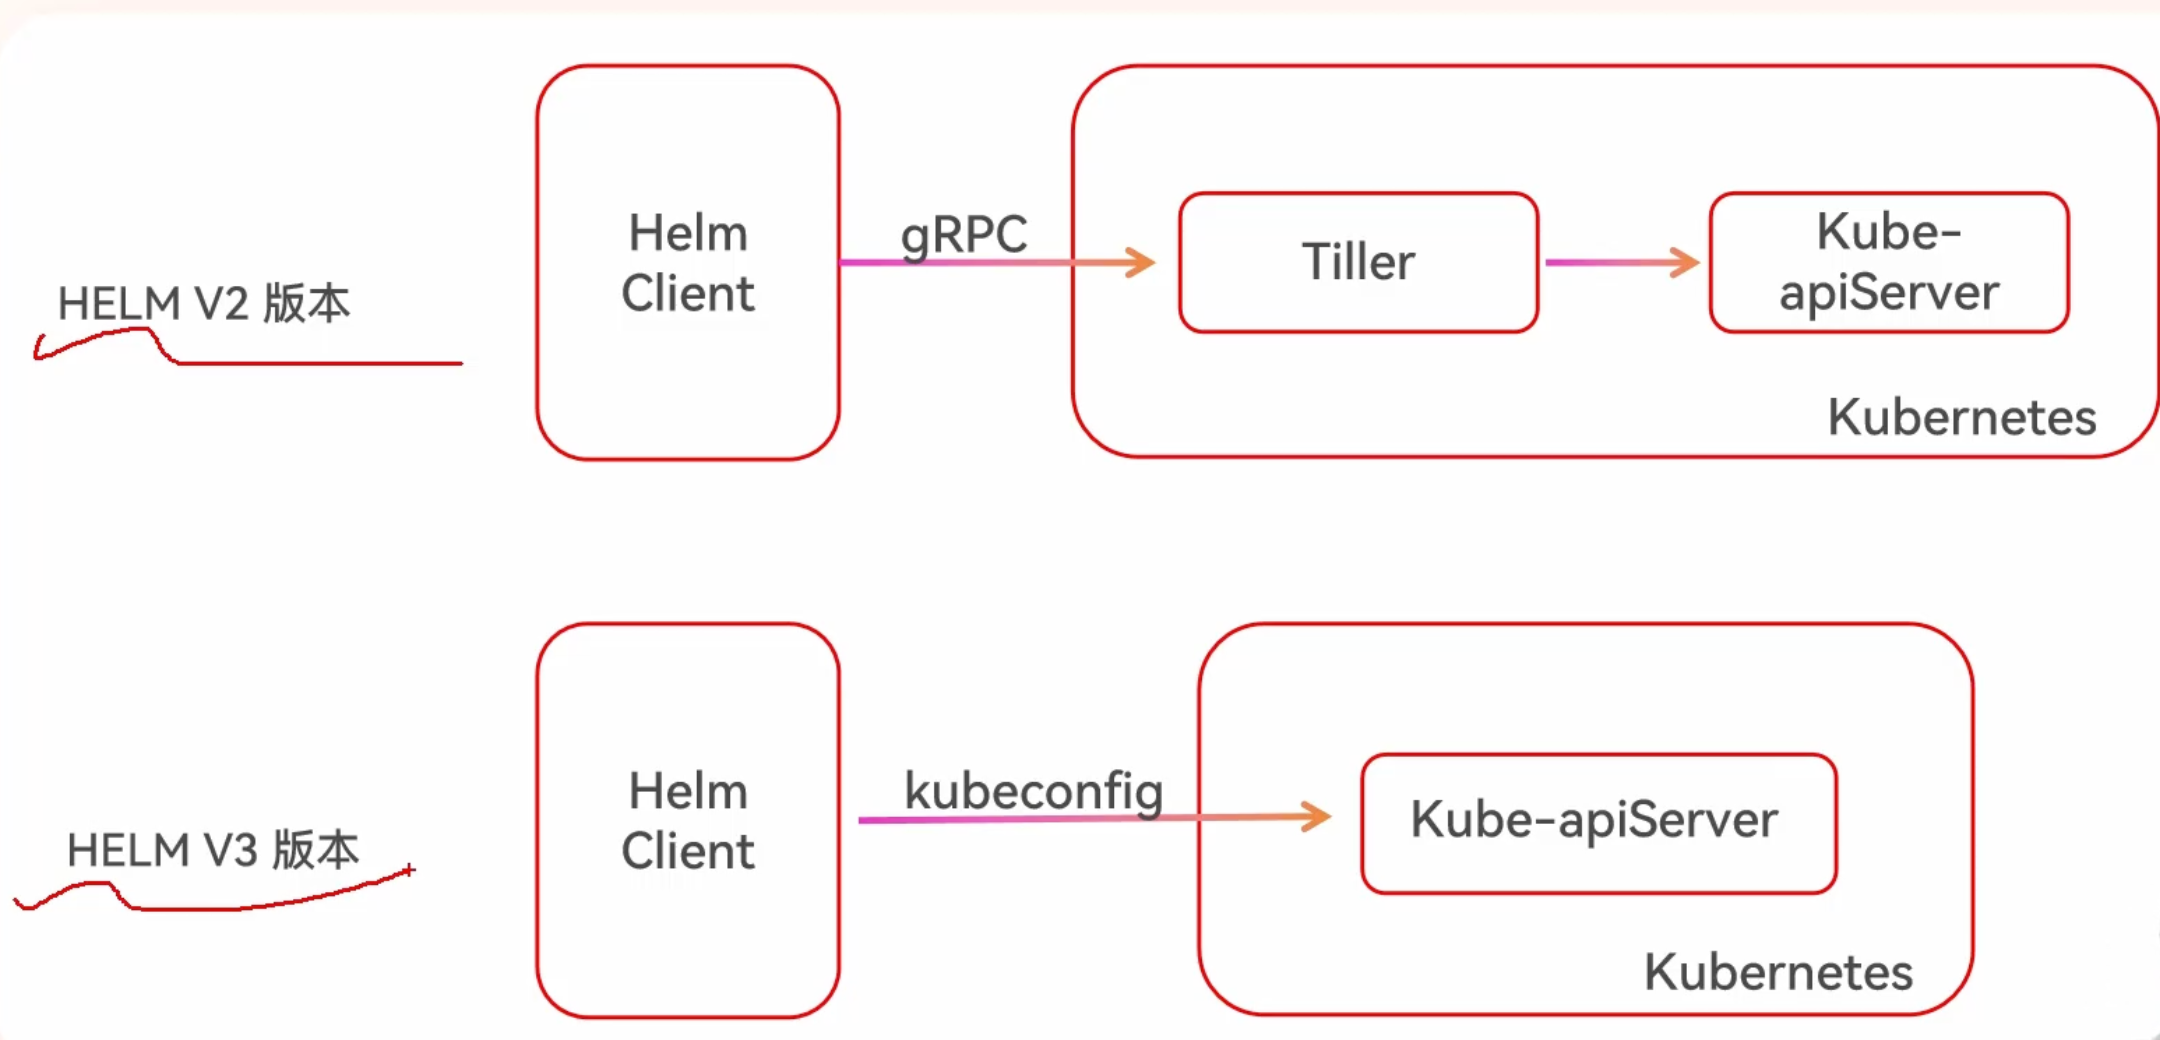 HELM V2 版本
Helm
Client
gRPC
Tiller
Kube-
apiServer
Kubernetes
HELM V3 版本
Helm
Client
kubeconfig
Kube-apiServer
Kubernetes